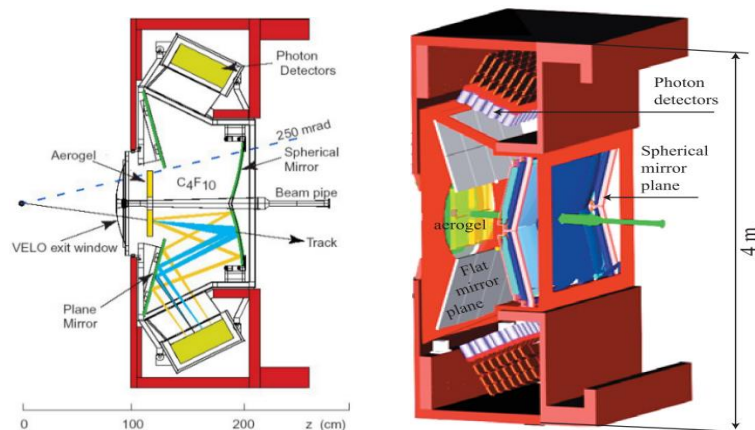 Photon
Detectors
250 mrad
Aerogel
Spherical
Mirror
C₄F₁₀
Beam pipe
VELO exit window
Track
Plane
Mirror
0 100 200 z (cm)
Photon
detectors
Spherical
mirror
plane
aerogel
Flat
mirror
plane
4 m